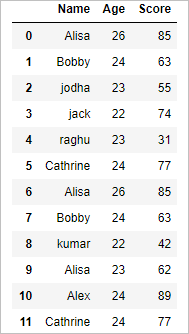 Name Age Score
0 Alisa 26 85
1 Bobby 24 63
2 jodha 23 55
3 jack 22 74
4 raghu 23 31
5 Cathrine 24 77
6 Alisa 26 85
7 Bobby 24 63
8 kumar 22 42
9 Alisa 23 62
10 Alex 24 89
11 Cathrine 24 77